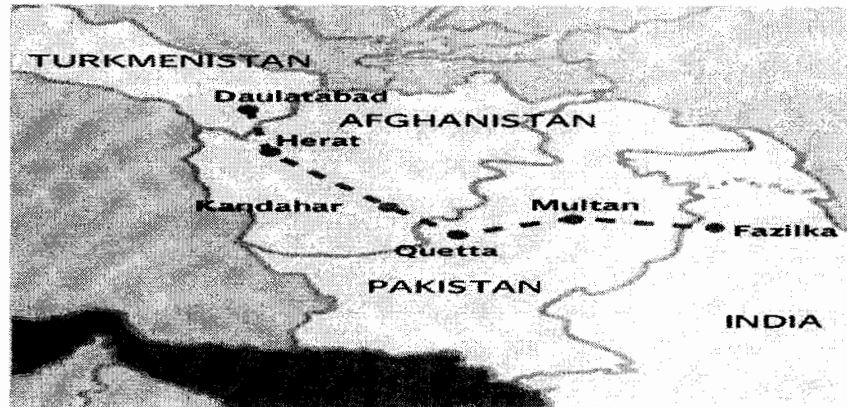 TURKMENISTAN
Daulatabad
AFGHANISTAN
Herat
Kandahar
Multan
Quetta
Fazilka
PAKISTAN
INDIA